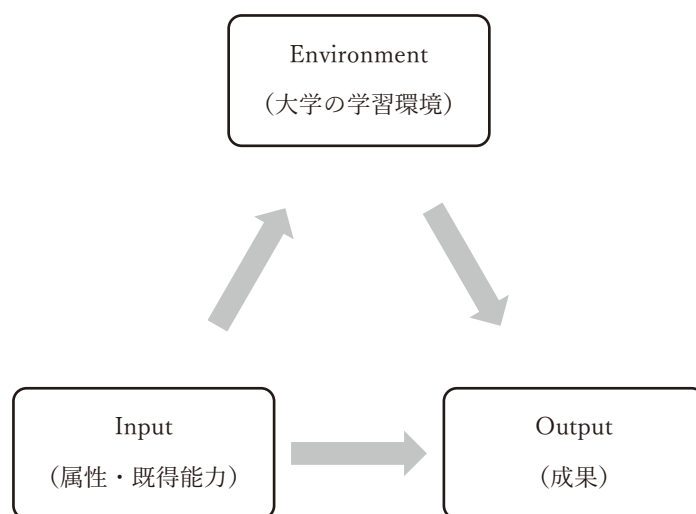 Environment
（大学の学習環境）
Input
（属性・既得能力）
Output
（成果）